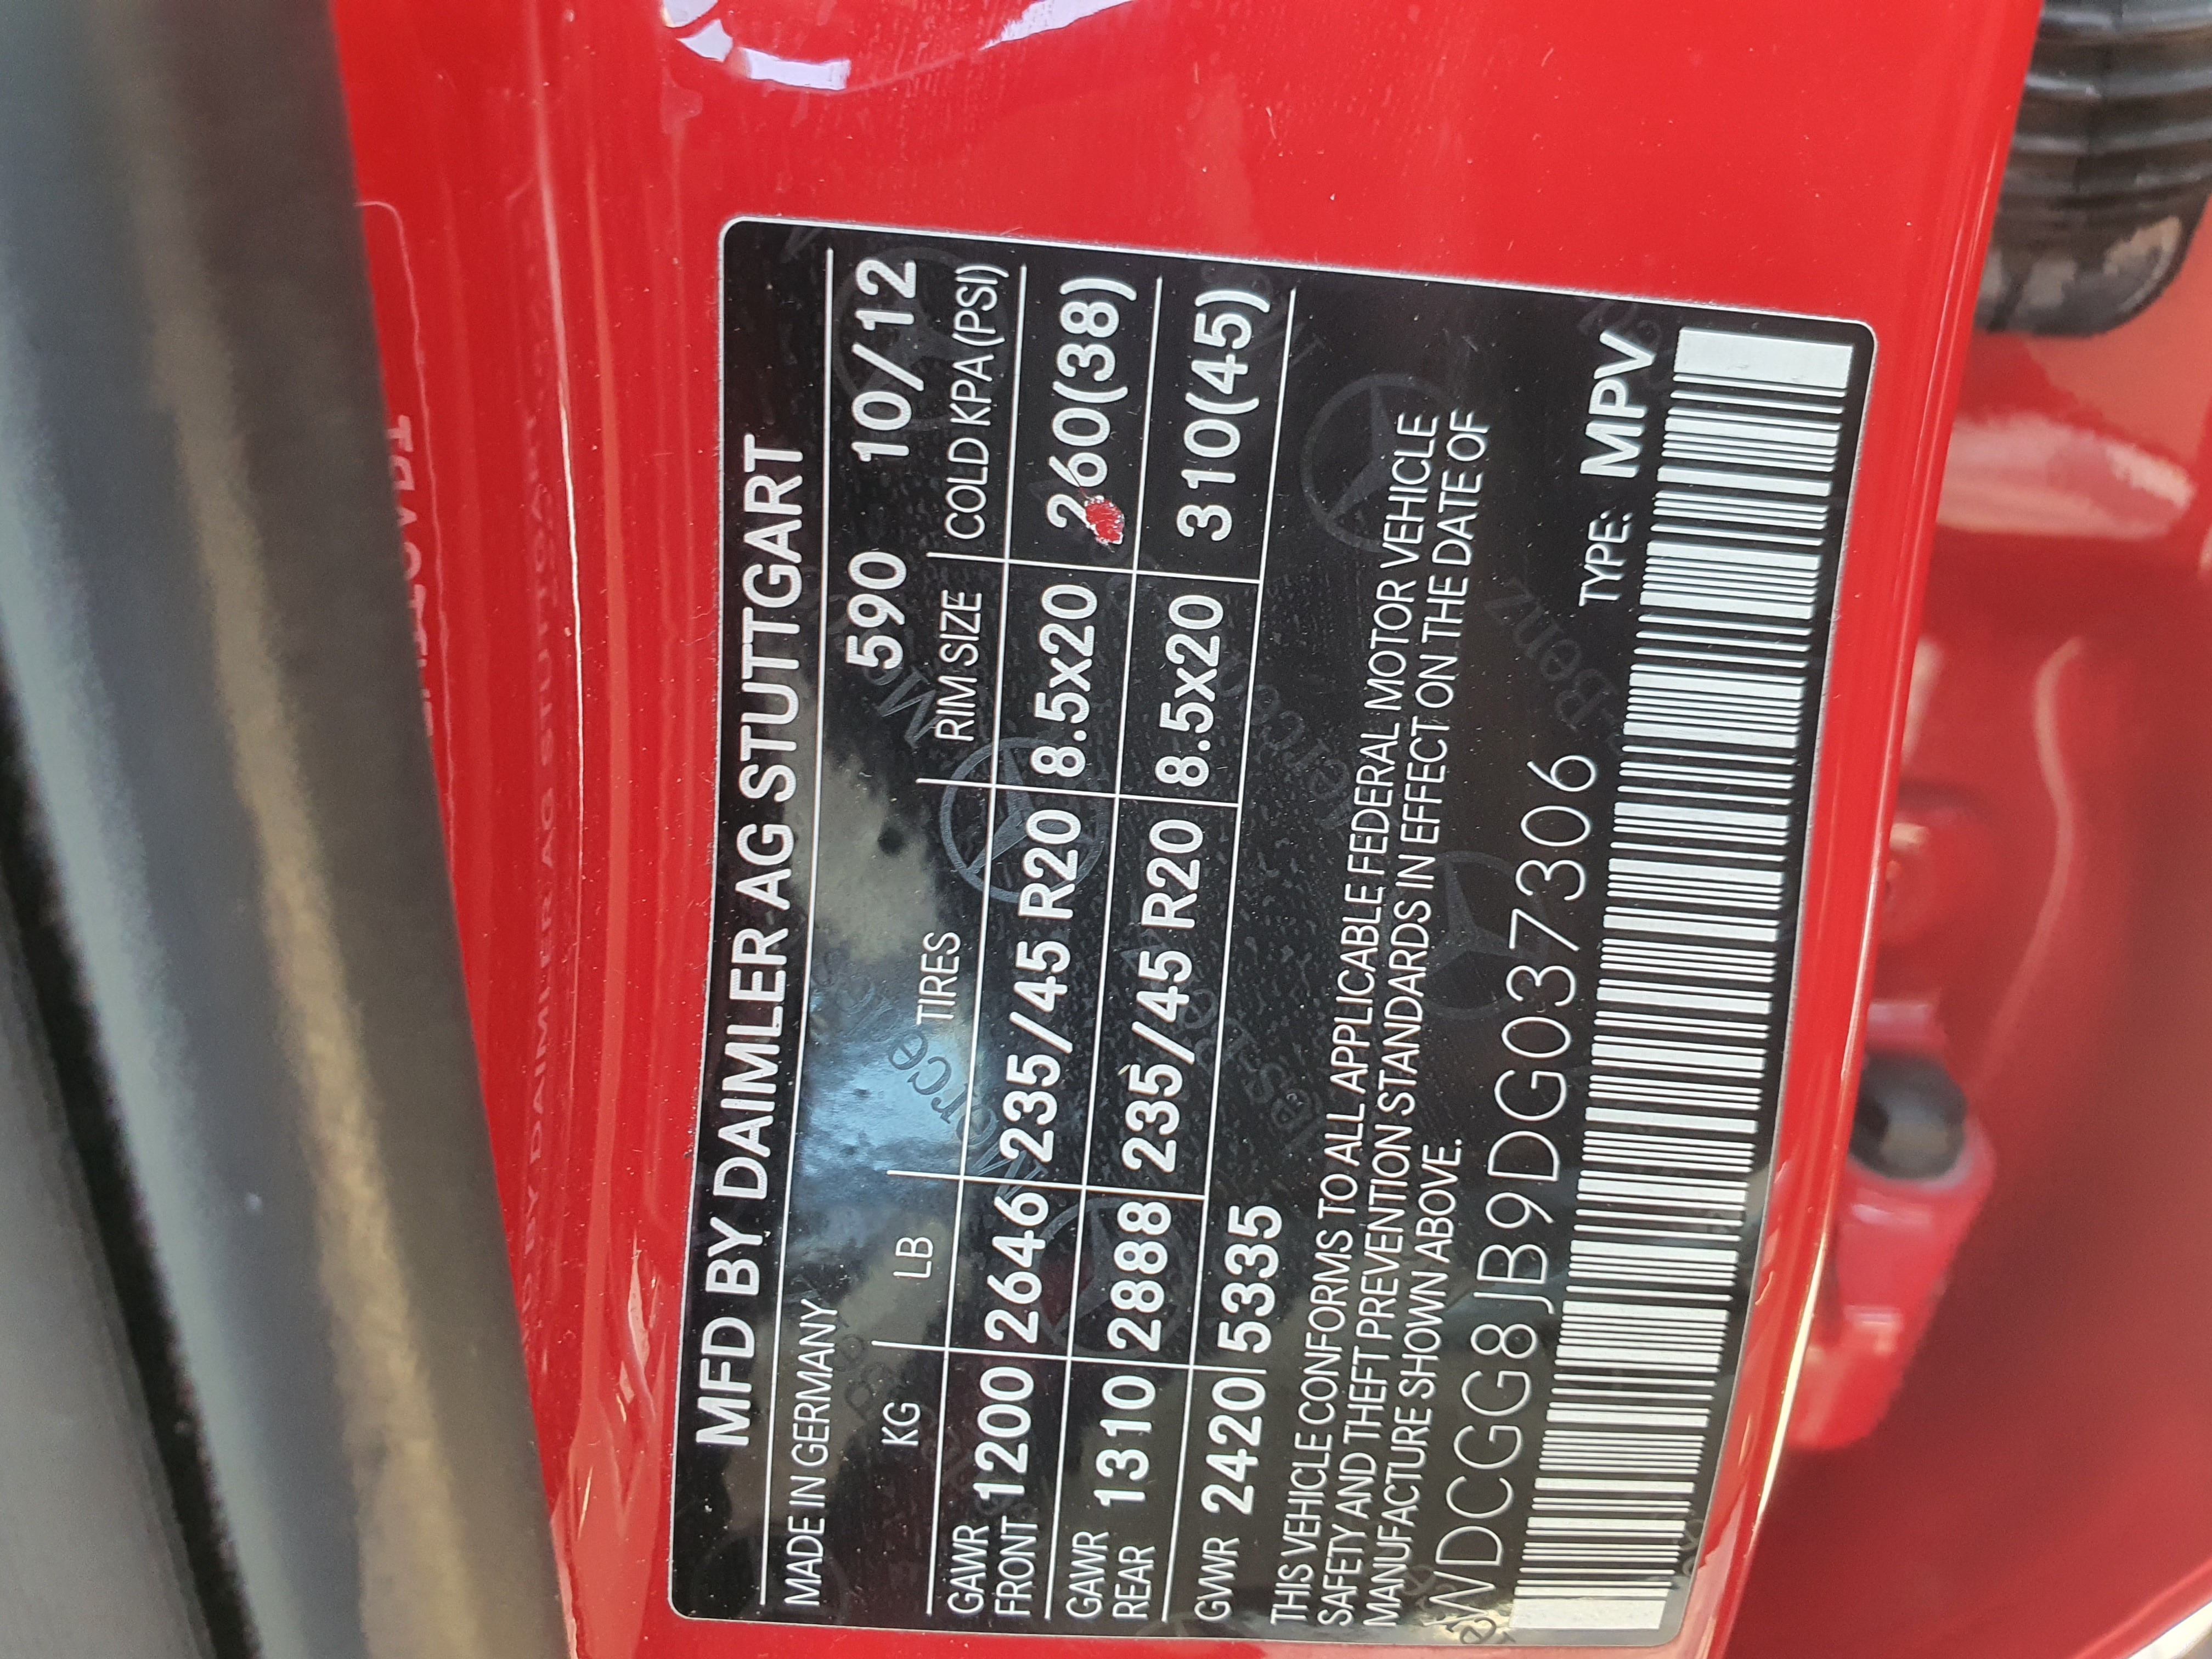 MFD BY DAIMLER AG STUTTGART
MADE IN GERMANY 590 10/12
KG LB TIRES RIM SIZE COLD KPA(PSI)
GAWR
FRONT 1200 2646 235/45 R20 8.5x20 260(38)
GAWR
REAR 1310 2888 235/45 R20 8.5x20 310(45)
GVWR 2420 5335
THIS VEHICLE CONFORMS TO ALL APPLICABLE FEDERAL MOTOR VEHICLE
SAFETY AND THEFT PREVENTION STANDARDS IN EFFECT ON THE DATE OF
MANUFACTURE SHOWN ABOVE.
TYPE: MPV
WDCGG8JB9DG037306